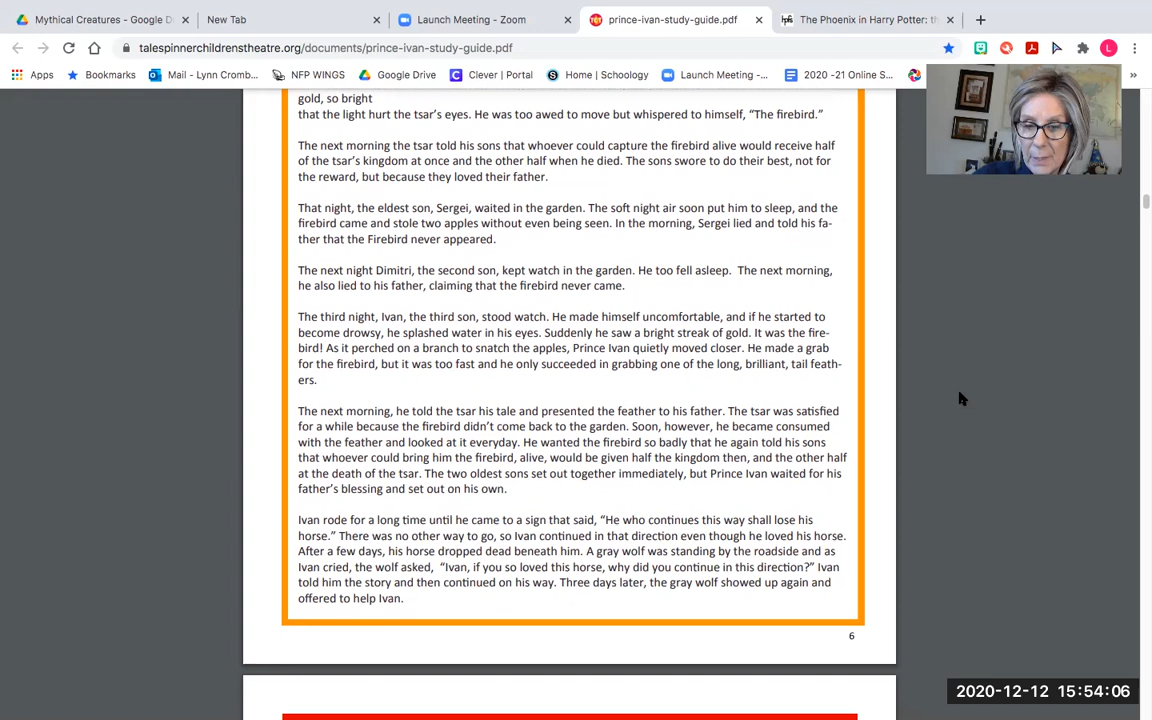 Mythical Creatures - Google D
New Tab
Launch Meeting - Zoom
prince-ivan-study-guide.pdf
The Phoenix in Harry Potter: th
talespinnerchildrenstheatre.org/documents/prince-ivan-study-guide.pdf
L
Apps
Bookmarks
Mail - Lynn Cromb...
NFP WINGS
Google Drive
Clever | Portal
Home | Schoology
Launch Meeting -...
2020 -21 Online S...
»
gold, so bright
that the light hurt the tsar's eyes. He was too awed to move but whispered to himself, “The firebird.”
The next morning the tsar told his sons that whoever could capture the firebird alive would receive half
of the tsar's kingdom at once and the other half when he died. The sons swore to do their best, not for
the reward, but because they loved their father.
That night, the eldest son, Sergei, waited in the garden. The soft night air soon put him to sleep, and the
firebird came and stole two apples without even being seen. In the morning, Sergei lied and told his fa-
ther that the Firebird never appeared.
The next night Dimitri, the second son, kept watch in the garden. He too fell asleep.  The next morning,
he also lied to his father, claiming that the firebird never came.
The third night, Ivan, the third son, stood watch. He made himself uncomfortable, and if he started to
become drowsy, he splashed water in his eyes. Suddenly he saw a bright streak of gold. It was the fire-
bird! As it perched on a branch to snatch the apples, Prince Ivan quietly moved closer. He made a grab
for the firebird, but it was too fast and he only succeeded in grabbing one of the long, brilliant, tail feath-
ers.
The next morning, he told the tsar his tale and presented the feather to his father. The tsar was satisfied
for a while because the firebird didn't come back to the garden. Soon, however, he became consumed
with the feather and looked at it everyday. He wanted the firebird so badly that he again told his sons
that whoever could bring him the firebird, alive, would be given half the kingdom then, and the other half
at the death of the tsar. The two oldest sons set out together immediately, but Prince Ivan waited for his
father's blessing and set out on his own.
Ivan rode for a long time until he came to a sign that said, “He who continues this way shall lose his
horse.” There was no other way to go, so Ivan continued in that direction even though he loved his horse.
After a few days, his horse dropped dead beneath him. A gray wolf was standing by the roadside and as
Ivan cried, the wolf asked,  “Ivan, if you so loved this horse, why did you continue in this direction?” Ivan
told him the story and then continued on his way. Three days later, the gray wolf showed up again and
offered to help Ivan.
6
2020-12-12 15:54:06